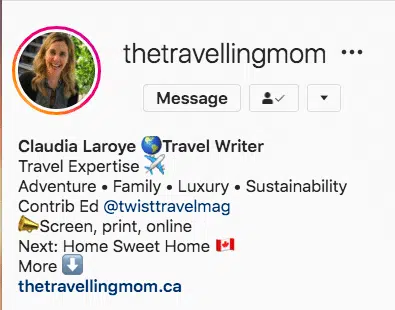 thetravellingmom •••
Message
Claudia Laroye 🌎Travel Writer
Travel Expertise ✈️
Adventure • Family • Luxury • Sustainability
Contrib Ed @twisttravelmag
📣Screen, print, online
Next: Home Sweet Home 🇨🇦
More ⬇️
thetravellingmom.ca